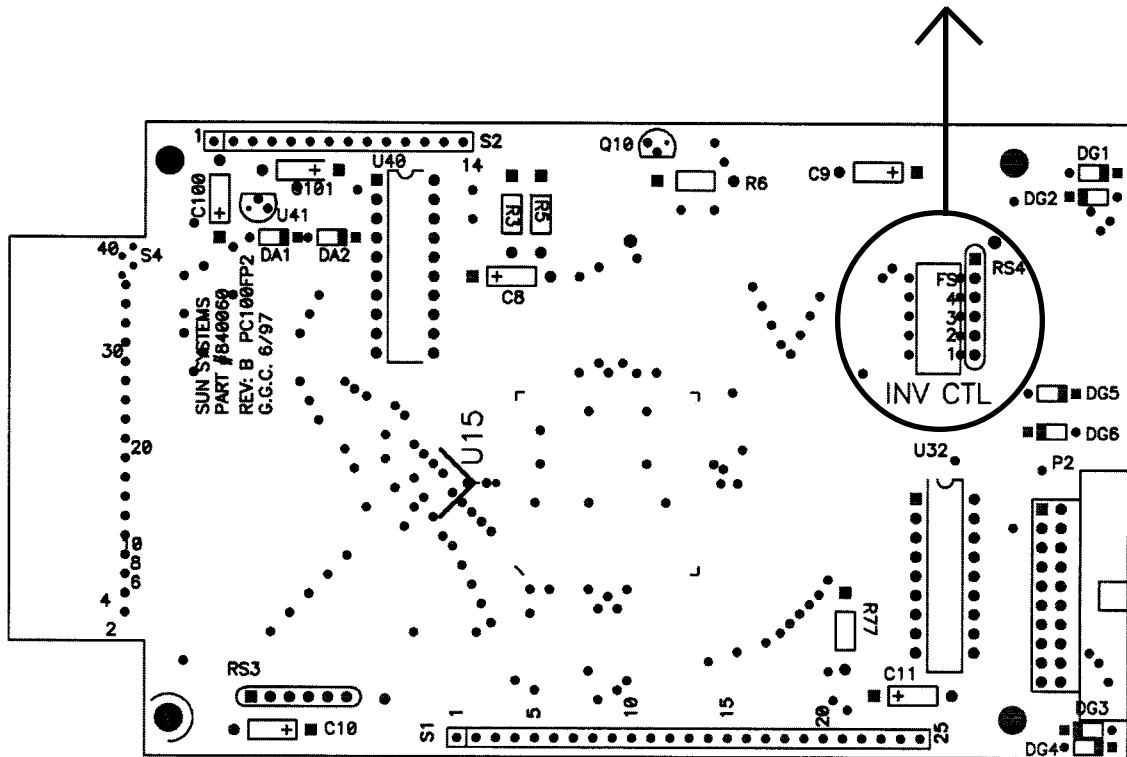 1
S2
Q10
U40
14
C101
C100
U41
R3
R5
R6
C9
DG1
DG2
40
S4
DA1
DA2
C8
RS4
FS
4
3
2
1
INV CTL
SUN SYSTEMS
PART #840060
REV: B PC100FP2
G.G.C. 6/97
30
DG5
DG6
U15
U32
P2
20
10
8
6
4
2
R77
RS3
C11
C10
S1
1
5
10
15
20
25
DG3
DG4